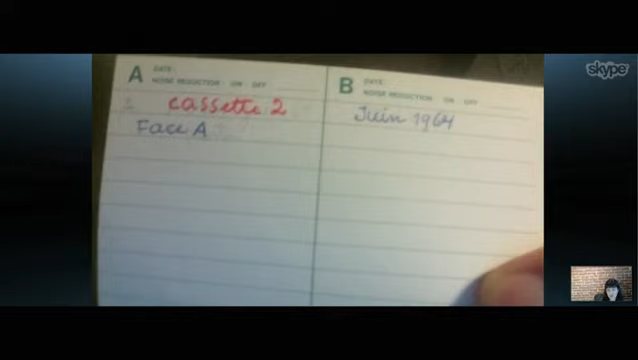 skype
A DATE:
NOISE REDUCTION ON OFF
cassette 2
Face A
B DATE:
NOISE REDUCTION ON OFF
Juin 1964